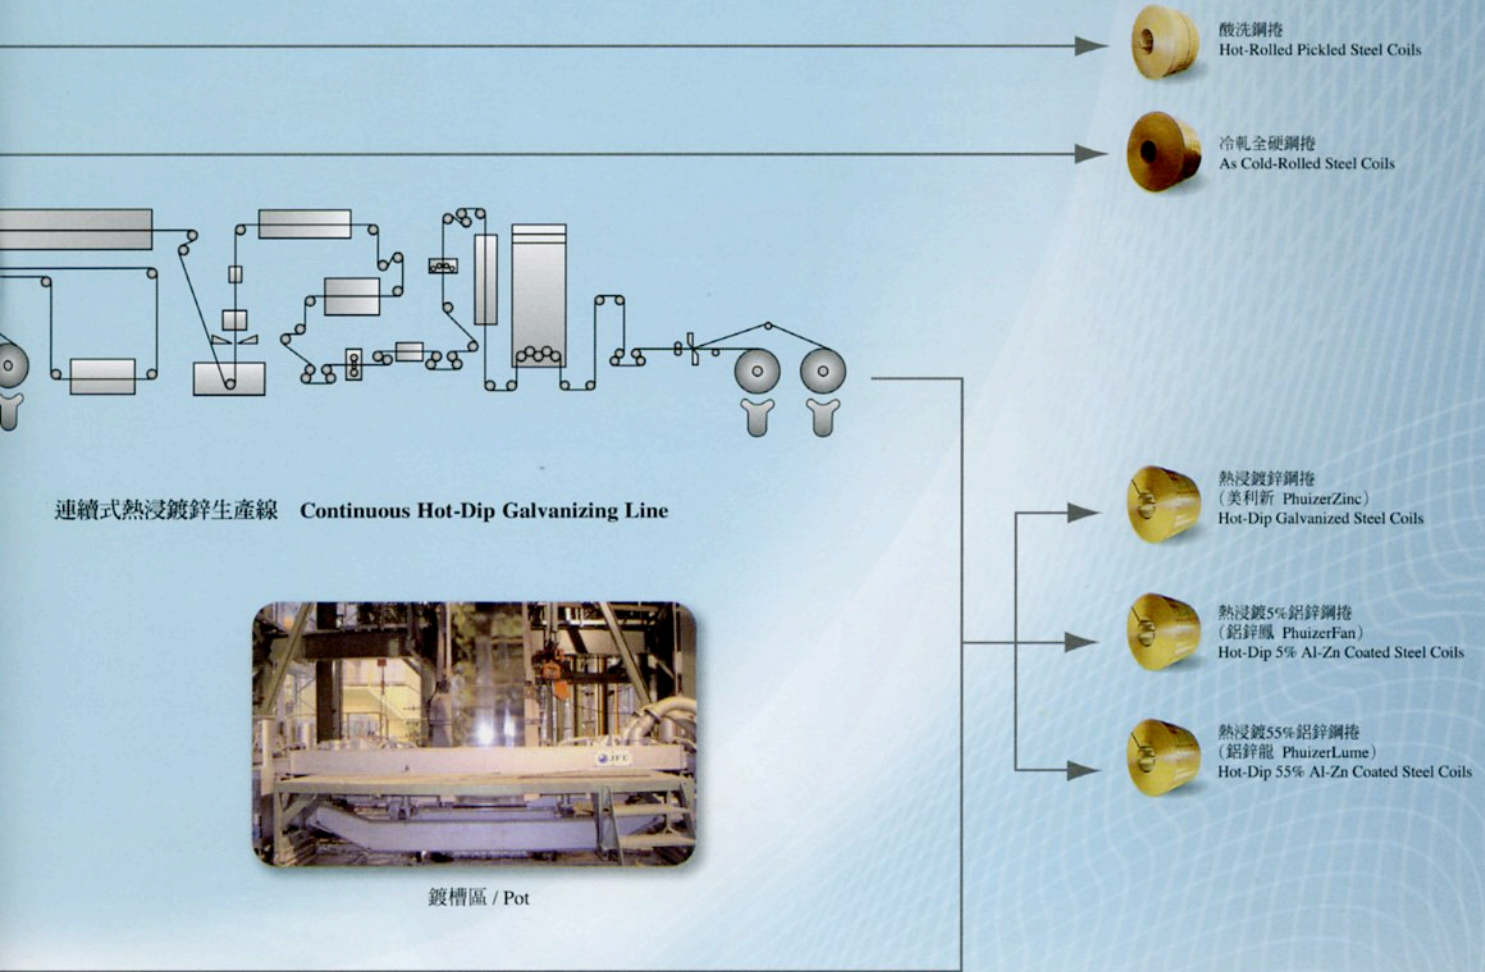 酸洗鋼捲
Hot-Rolled Pickled Steel Coils
冷軋全硬鋼捲
As Cold-Rolled Steel Coils
連續式熱浸鍍鋅生產線 Continuous Hot-Dip Galvanizing Line
熱浸鍍鋅鋼捲
(美利新 PhuizerZinc)
Hot-Dip Galvanized Steel Coils
熱浸鍍5%鋁鋅鋼捲
(鋁鋅鳳 PhuizerFan)
Hot-Dip 5% Al-Zn Coated Steel Coils
熱浸鍍55%鋁鋅鋼捲
(鋁鋅龍 PhuizerLume)
Hot-Dip 55% Al-Zn Coated Steel Coils
JFE
鍍槽區 / Pot